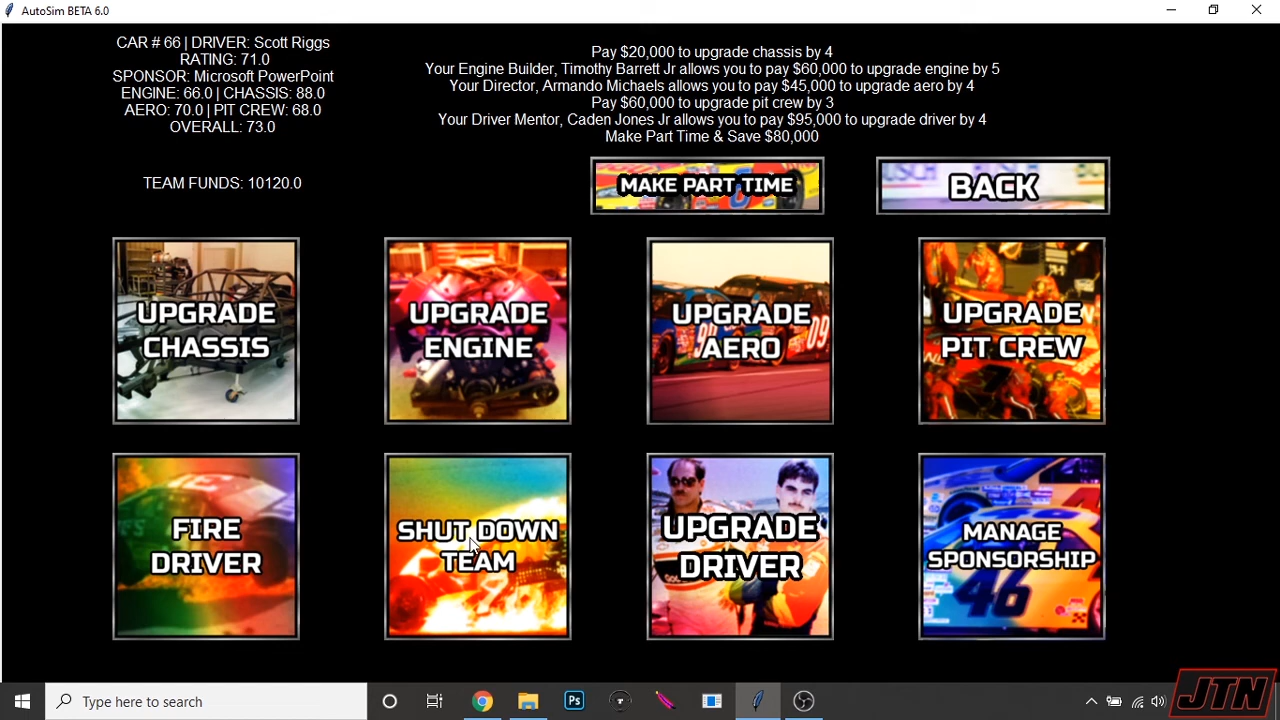 AutoSim BETA 6.0
CAR # 66 | DRIVER: Scott Riggs
RATING: 71.0
SPONSOR: Microsoft PowerPoint
ENGINE: 66.0 | CHASSIS: 88.0
AERO: 70.0 | PIT CREW: 68.0
OVERALL: 73.0
TEAM FUNDS: 10120.0
Pay $20,000 to upgrade chassis by 4
Your Engine Builder, Timothy Barrett Jr allows you to pay $60,000 to upgrade engine by 5
Your Director, Armando Michaels allows you to pay $45,000 to upgrade aero by 4
Pay $60,000 to upgrade pit crew by 3
Your Driver Mentor, Caden Jones Jr allows you to pay $95,000 to upgrade driver by 4
Make Part Time & Save $80,000
MAKE PART TIME
BACK
UPGRADE
CHASSIS
UPGRADE
ENGINE
UPGRADE
AERO
09
UPGRADE
PIT CREW
FIRE
DRIVER
SHUT DOWN
TEAM
UPGRADE
DRIVER
MANAGE
SPONSORSHIP
46
Type here to search
Ps
JTN